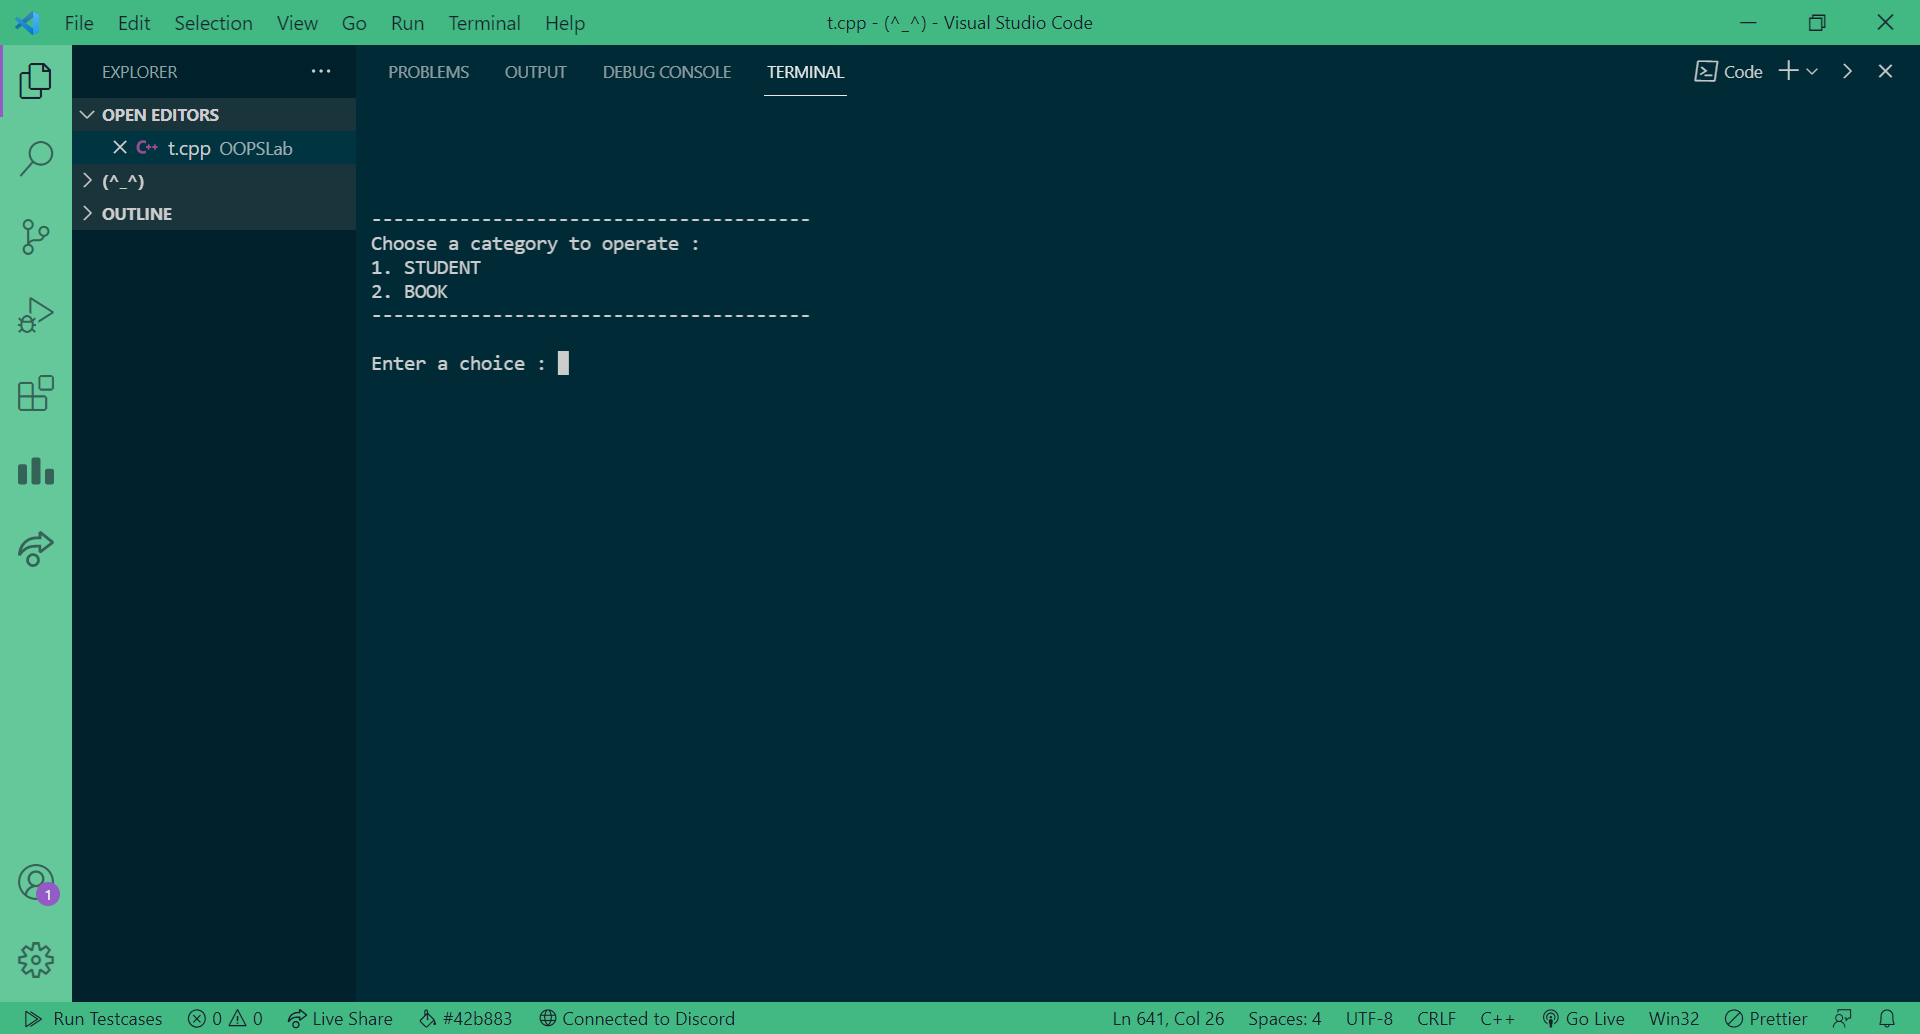 File Edit Selection View Go Run Terminal Help
t.cpp - (^_^) - Visual Studio Code
EXPLORER
PROBLEMS OUTPUT DEBUG CONSOLE TERMINAL
Code
OPEN EDITORS
C++ t.cpp OOPSLab
(^_^)
OUTLINE
----------------------------------------
Choose a category to operate :
1. STUDENT
2. BOOK
----------------------------------------
Enter a choice :
1
Run Testcases 0 0 Live Share #42b883 Connected to Discord
Ln 641, Col 26 Spaces: 4 UTF-8 CRLF C++ Go Live Win32 Prettier